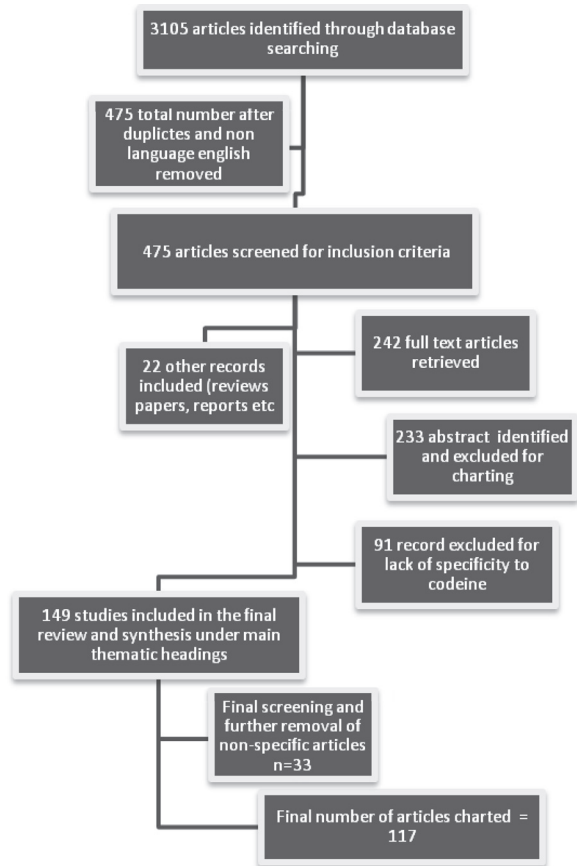 3105 articles identified through database
searching
475 total number after
duplictes and non
language english
removed
475 articles screened for inclusion criteria
22 other records
included (reviews
papers, reports etc
242 full text articles
retrieved
233 abstract identified
and excluded for
charting
91 record excluded for
lack of specificity to
codeine
149 studies included in the final
review and synthesis under main
thematic headings
Final screening and
further removal of
non-specific articles
n=33
Final number of articles charted =
117